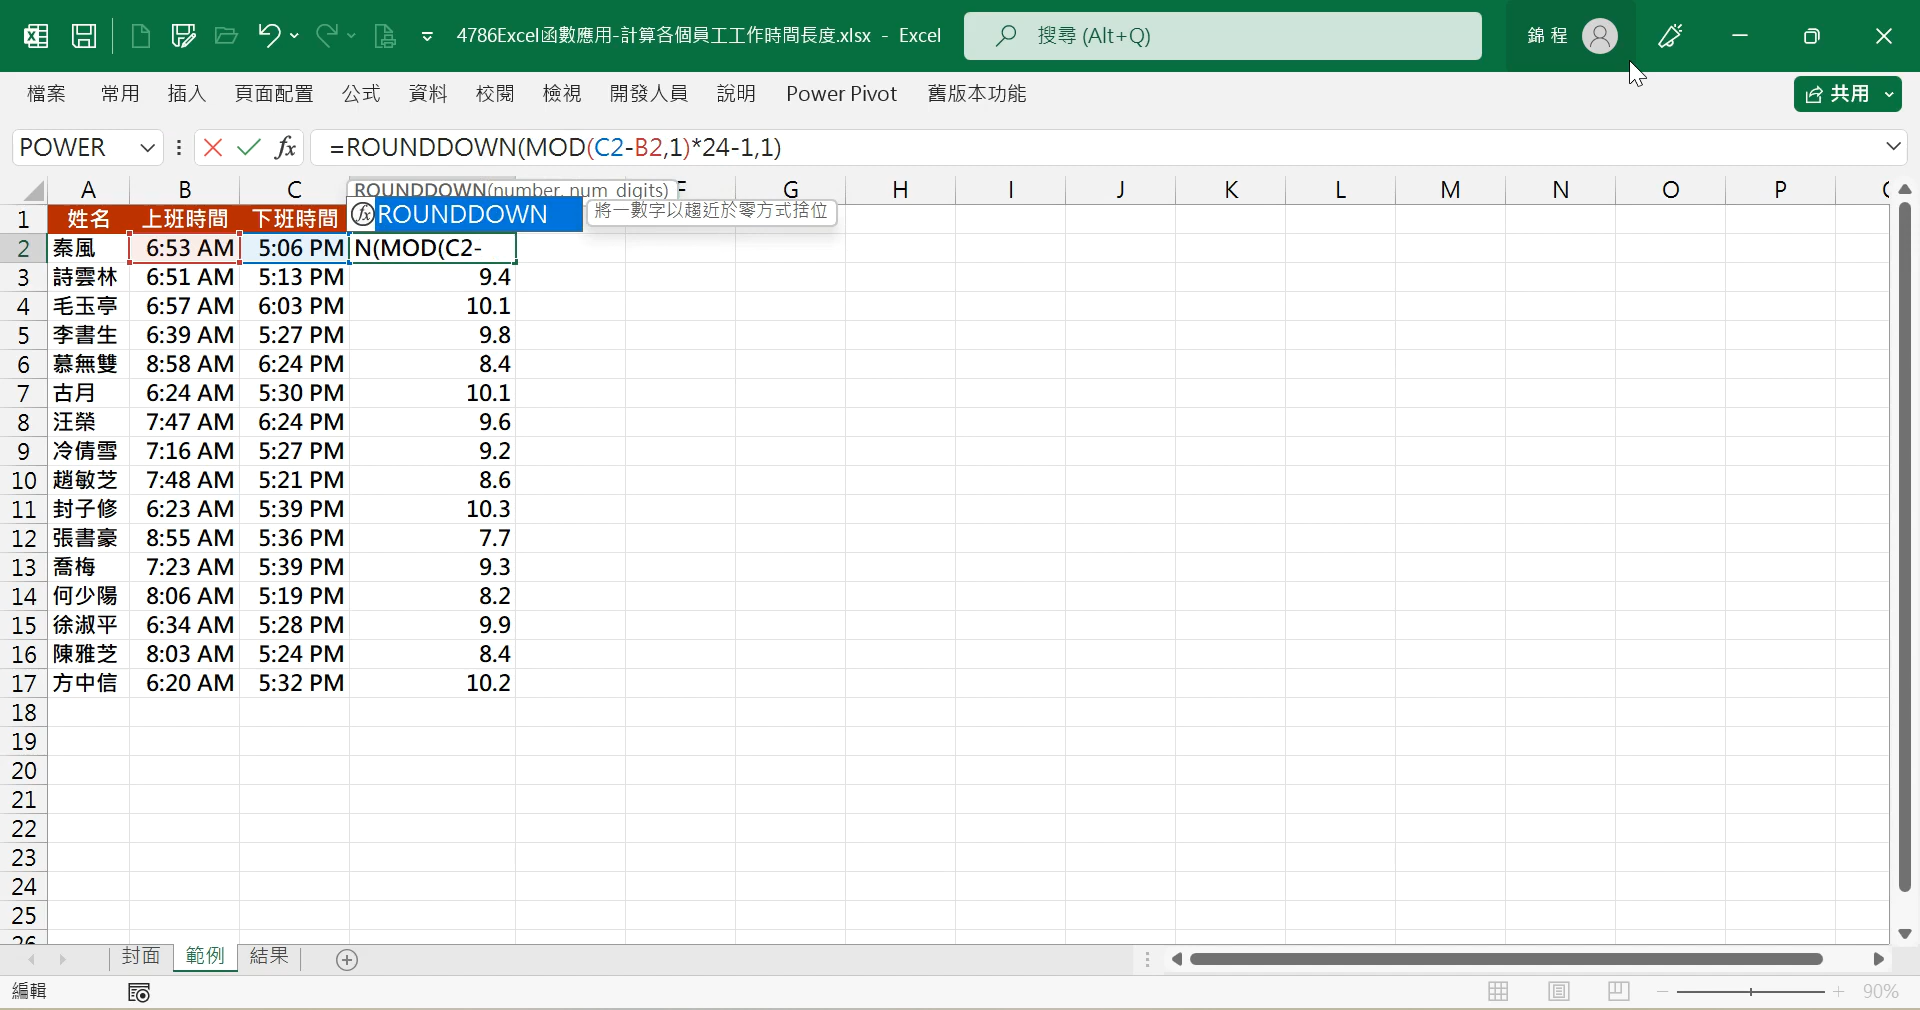 4786Excel函數應用-計算各個員工工作時間長度.xlsx - Excel
搜尋 (Alt+Q)
錦 程
檔案 常用 插入 頁面配置 公式 資料 校閱 檢視 開發人員 說明 Power Pivot 舊版本功能
共用
POWER
fx
=ROUNDDOWN(MOD(C2-B2,1)*24-1,1)
A B C F G H I J K L M N O P
ROUNDDOWN(number, num_digits)
1 姓名 上班時間 下班時間
ROUNDDOWN
將一數字以趨近於零方式捨位
2 秦風 6:53 AM 5:06 PM N(MOD(C2-
3 詩雲林 6:51 AM 5:13 PM 9.4
4 毛玉亭 6:57 AM 6:03 PM 10.1
5 李書生 6:39 AM 5:27 PM 9.8
6 慕無雙 8:58 AM 6:24 PM 8.4
7 古月 6:24 AM 5:30 PM 10.1
8 汪榮 7:47 AM 6:24 PM 9.6
9 冷倩雪 7:16 AM 5:27 PM 9.2
10 趙敏芝 7:48 AM 5:21 PM 8.6
11 封子修 6:23 AM 5:39 PM 10.3
12 張書豪 8:55 AM 5:36 PM 7.7
13 喬梅 7:23 AM 5:39 PM 9.3
14 何少陽 8:06 AM 5:19 PM 8.2
15 徐淑平 6:34 AM 5:28 PM 9.9
16 陳雅芝 8:03 AM 5:24 PM 8.4
17 方中信 6:20 AM 5:32 PM 10.2
18
19
20
21
22
23
24
25
26
封面 範例 結果
編輯
90%